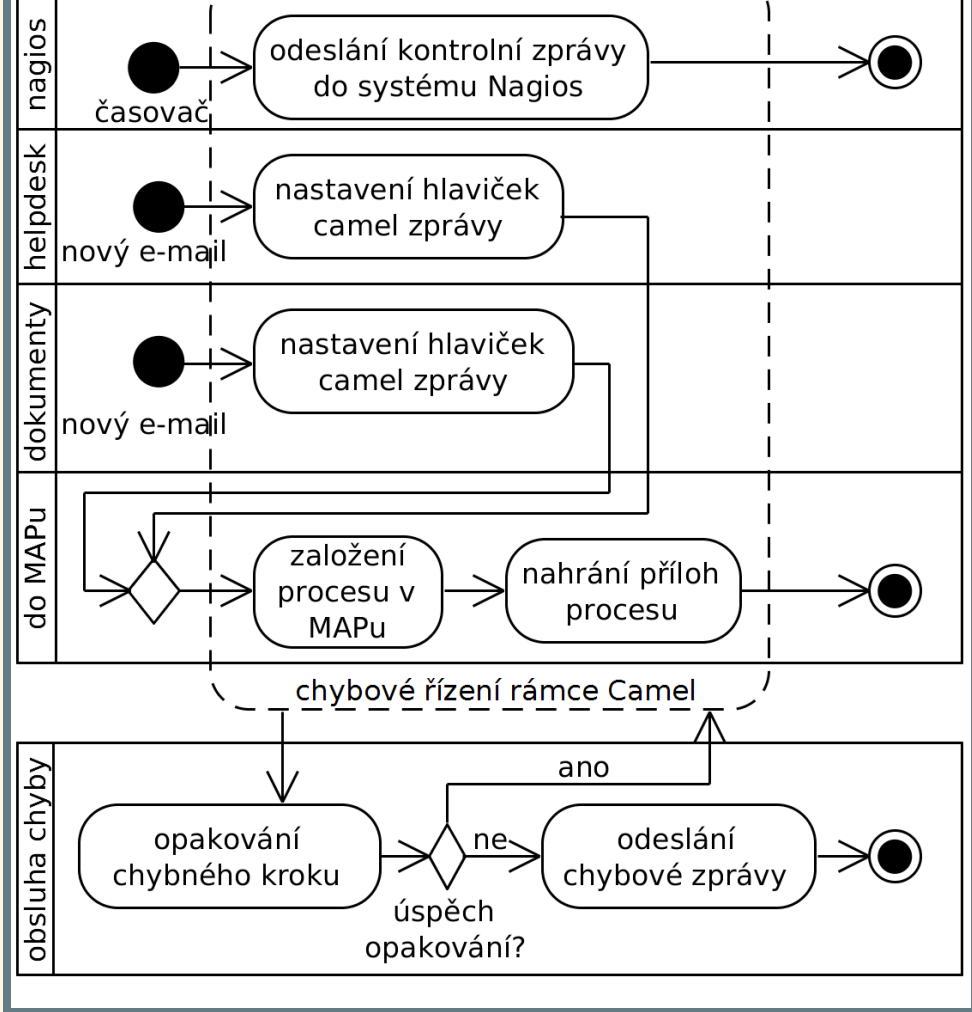 nagios
časovač
odeslání kontrolní zprávy
do systému Nagios
helpdesk
nový e-mail
nastavení hlaviček
camel zprávy
dokumenty
nový e-mail
nastavení hlaviček
camel zprávy
do MAPu
založení
procesu v
MAPu
nahrání příloh
procesu
chybové řízení rámce Camel
obsluha chyby
opakování
chybného kroku
úspěch
opakování?
ano
ne
odeslání
chybové zprávy